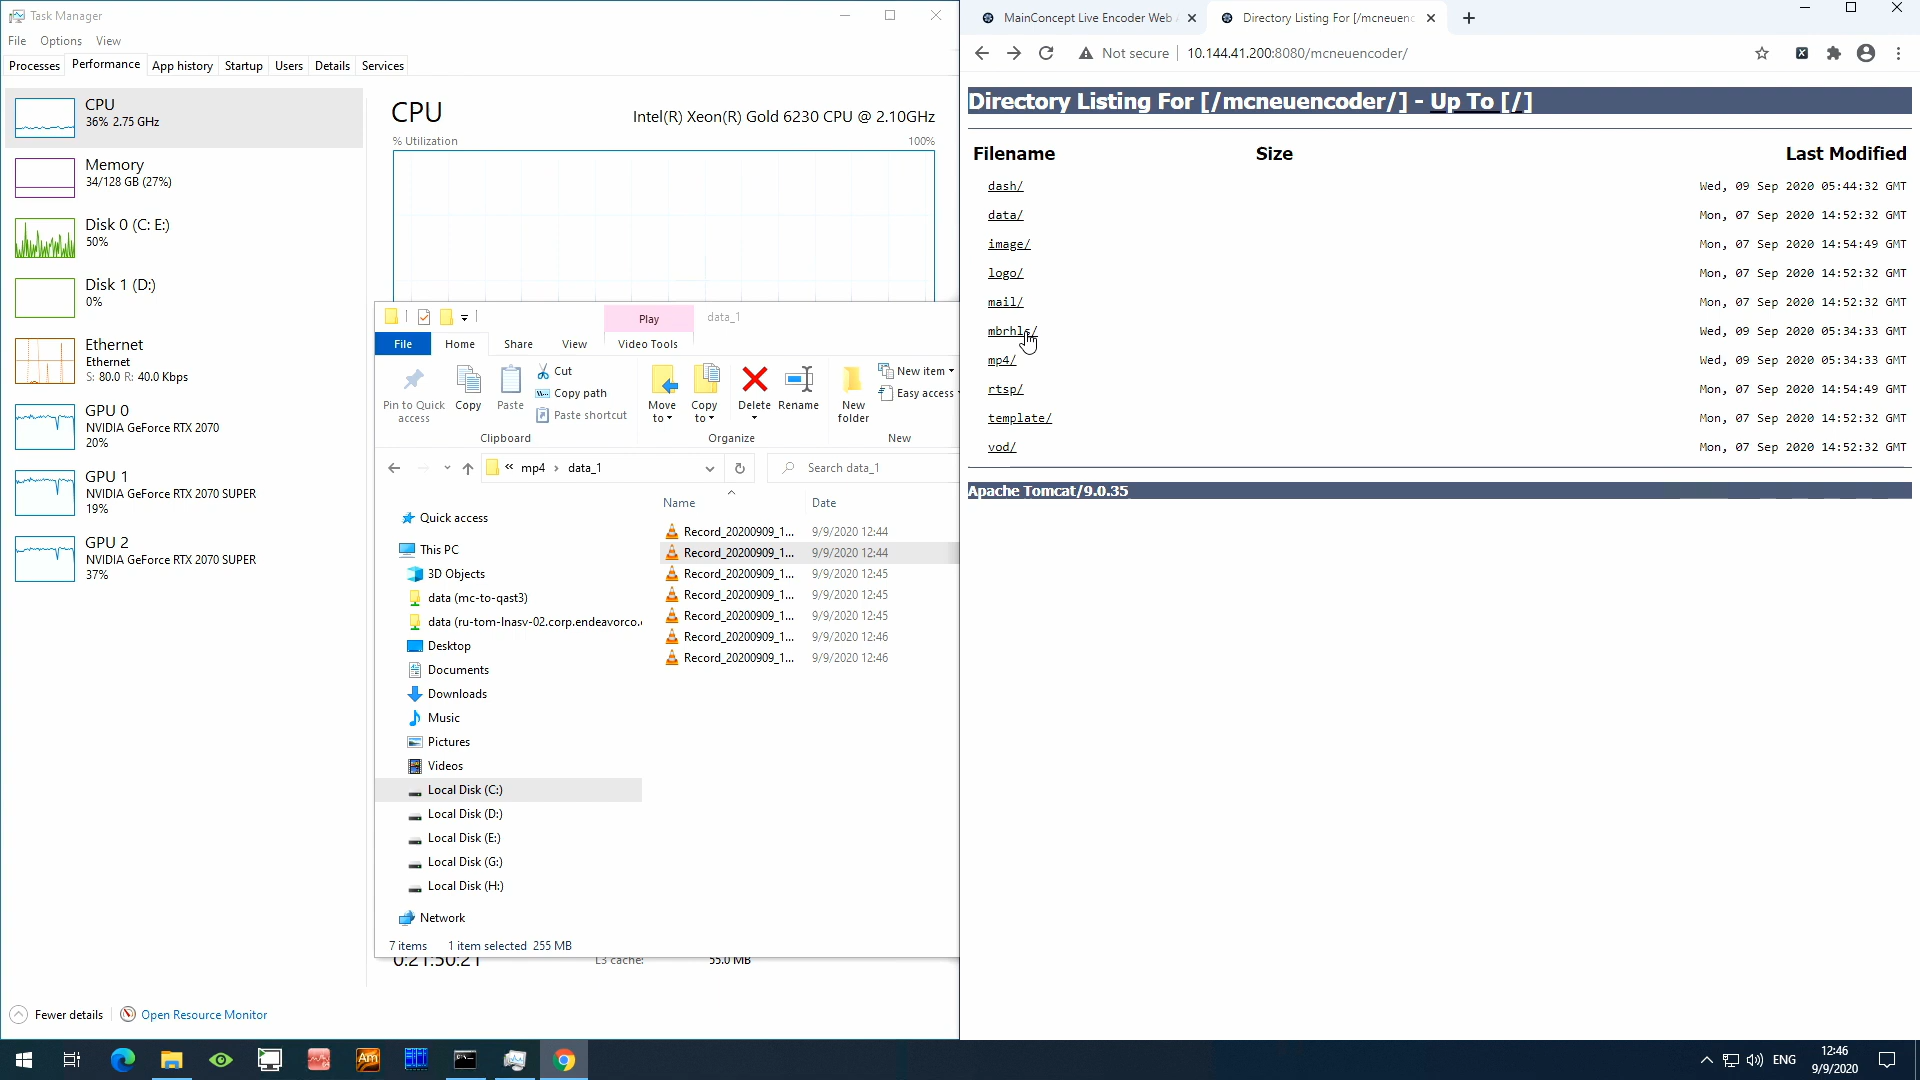 Task Manager
File Options View
Processes Performance App history Startup Users Details Services
CPU
36% 2.75 GHz
Memory
34/128 GB (27%)
Disk 0 (C: E:)
50%
Disk 1 (D:)
0%
Ethernet
Ethernet
S: 80.0 R: 40.0 Kbps
GPU 0
NVIDIA GeForce RTX 2070
20%
GPU 1
NVIDIA GeForce RTX 2070 SUPER
19%
GPU 2
NVIDIA GeForce RTX 2070 SUPER
37%
CPU
Intel(R) Xeon(R) Gold 6230 CPU @ 2.10GHz
% Utilization 100%
Play data_1
File Home Share View Video Tools
Pin to Quick access
Copy
Paste
Cut
Copy path
Paste shortcut
Clipboard
Move to
Copy to
Delete
Rename
Organize
New folder
New item
Easy access
New
« mp4 › data_1
Search data_1
Name Date
Quick access
This PC
3D Objects
data (mc-to-qast3)
data (ru-tom-lnasv-02.corp.endeavorco.
Desktop
Documents
Downloads
Music
Pictures
Videos
Local Disk (C:)
Local Disk (D:)
Local Disk (E:)
Local Disk (G:)
Local Disk (H:)
Network
Record_20200909_1... 9/9/2020 12:44
Record_20200909_1... 9/9/2020 12:44
Record_20200909_1... 9/9/2020 12:45
Record_20200909_1... 9/9/2020 12:45
Record_20200909_1... 9/9/2020 12:45
Record_20200909_1... 9/9/2020 12:46
Record_20200909_1... 9/9/2020 12:46
7 items 1 item selected 255 MB
0:21:50:21 L3 cache: 55.0 MB
Fewer details Open Resource Monitor
MainConcept Live Encoder Web
Directory Listing For [/mcneuenc
Not secure 10.144.41.200:8080/mcneuencoder/
Directory Listing For [/mcneuencoder/] - Up To [/]
Filename Size Last Modified
dash/ Wed, 09 Sep 2020 05:44:32 GMT
data/ Mon, 07 Sep 2020 14:52:32 GMT
image/ Mon, 07 Sep 2020 14:54:49 GMT
logo/ Mon, 07 Sep 2020 14:52:32 GMT
mail/ Mon, 07 Sep 2020 14:52:32 GMT
mbrhls/ Wed, 09 Sep 2020 05:34:33 GMT
mp4/ Wed, 09 Sep 2020 05:34:33 GMT
rtsp/ Mon, 07 Sep 2020 14:54:49 GMT
template/ Mon, 07 Sep 2020 14:52:32 GMT
vod/ Mon, 07 Sep 2020 14:52:32 GMT
Apache Tomcat/9.0.35
Am
ENG
12:46
9/9/2020